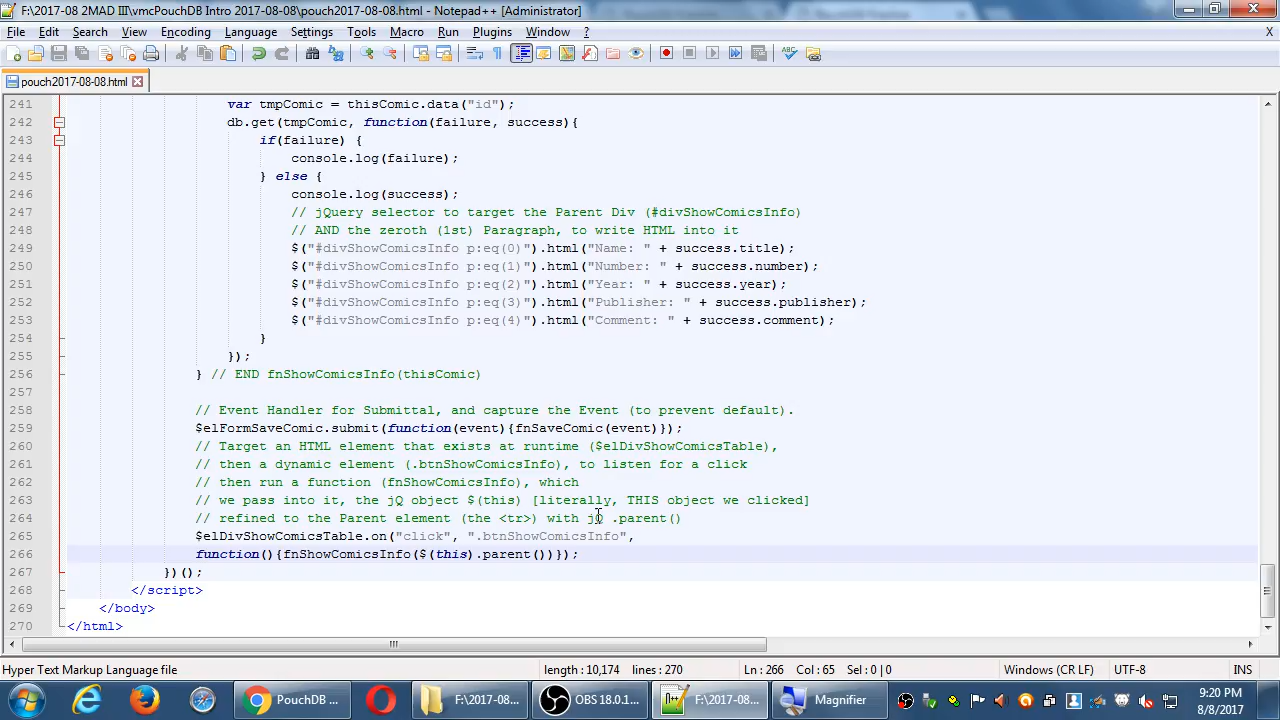 F:\2017-08 2MAD III\vmcPouchDB Intro 2017-08-08\pouch2017-08-08.html - Notepad++ [Administrator]
File Edit Search View Encoding Language Settings Tools Macro Run Plugins Window ?
X
pouch2017-08-08.html
241 var tmpComic = thisComic.data("id");
242 db.get(tmpComic, function(failure, success){
243 if(failure) {
244 console.log(failure);
245 } else {
246 console.log(success);
247 // jQuery selector to target the Parent Div (#divShowComicsInfo)
248 // AND the zeroth (1st) Paragraph, to write HTML into it
249 $("#divShowComicsInfo p:eq(0)").html("Name: " + success.title);
250 $("#divShowComicsInfo p:eq(1)").html("Number: " + success.number);
251 $("#divShowComicsInfo p:eq(2)").html("Year: " + success.year);
252 $("#divShowComicsInfo p:eq(3)").html("Publisher: " + success.publisher);
253 $("#divShowComicsInfo p:eq(4)").html("Comment: " + success.comment);
254 }
255 });
256 } // END fnShowComicsInfo(thisComic)
257
258 // Event Handler for Submittal, and capture the Event (to prevent default).
259 $elFormSaveComic.submit(function(event){fnSaveComic(event)});
260 // Target an HTML element that exists at runtime ($elDivShowComicsTable),
261 // then a dynamic element (.btnShowComicsInfo), to listen for a click
262 // then run a function (fnShowComicsInfo), which
263 // we pass into it, the jQ object $(this) [literally, THIS object we clicked]
264 // refined to the Parent element (the <tr>) with jQ .parent()
265 $elDivShowComicsTable.on("click", ".btnShowComicsInfo",
266 function(){fnShowComicsInfo($(this).parent())});
267 })();
268 </script>
269 </body>
270 </html>
Hyper Text Markup Language file length : 10,174 lines : 270 Ln : 266 Col : 65 Sel : 0 | 0 Windows (CR LF) UTF-8 INS
PouchDB F:\2017-08 ... OBS 18.0.1... F:\2017-08... Magnifier
9:20 PM
8/8/2017